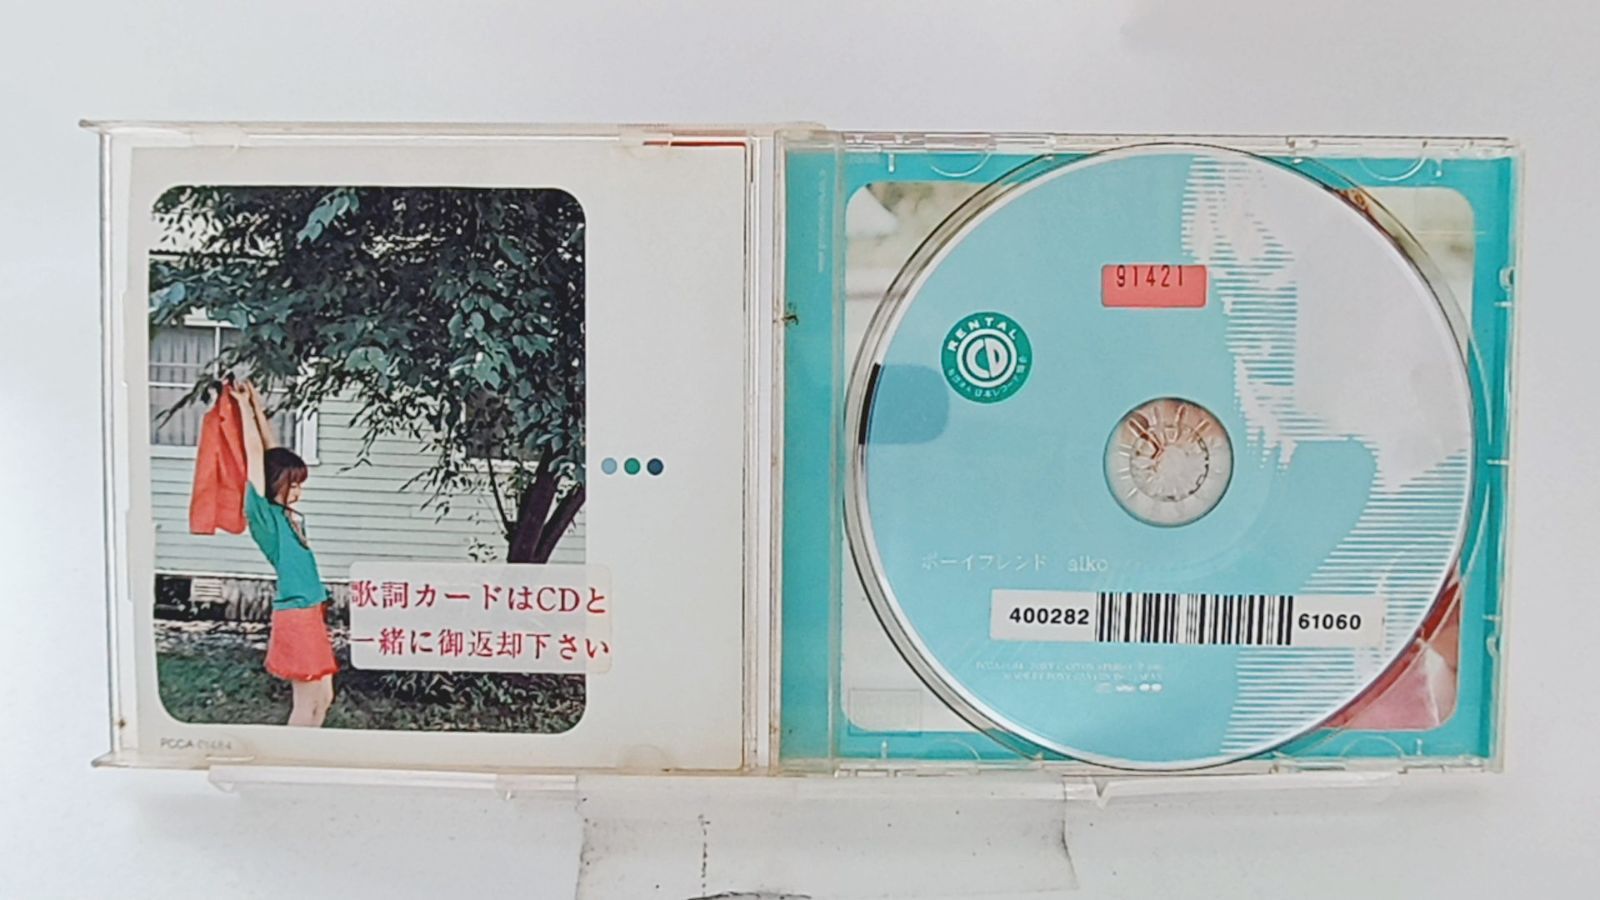 歌詞カードはCDと
一緒に御返却下さい
91421
RENTAL
CD
ボーイフレンド aiko
400282 61060